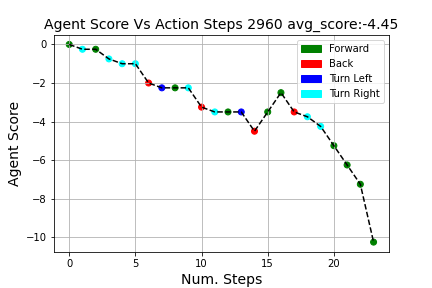 Agent Score Vs Action Steps 2960 avg_score:-4.45
Agent Score
0
−2
−4
−6
−8
−10
Forward
Back
Turn Left
Turn Right
0 5 10 15 20
Num. Steps